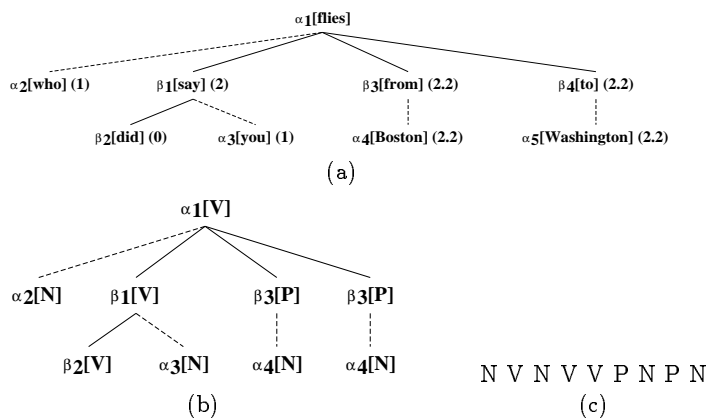 α1[flies]
α2[who] (1) β1[say] (2) β3[from] (2.2) β4[to] (2.2)
β2[did] (0) α3[you] (1) α4[Boston] (2.2) α5[Washington] (2.2)
(a)
α1[V]
α2[N] β1[V] β3[P] β3[P]
β2[V] α3[N] α4[N] α4[N]
N V N V V P N P N
(b) (c)